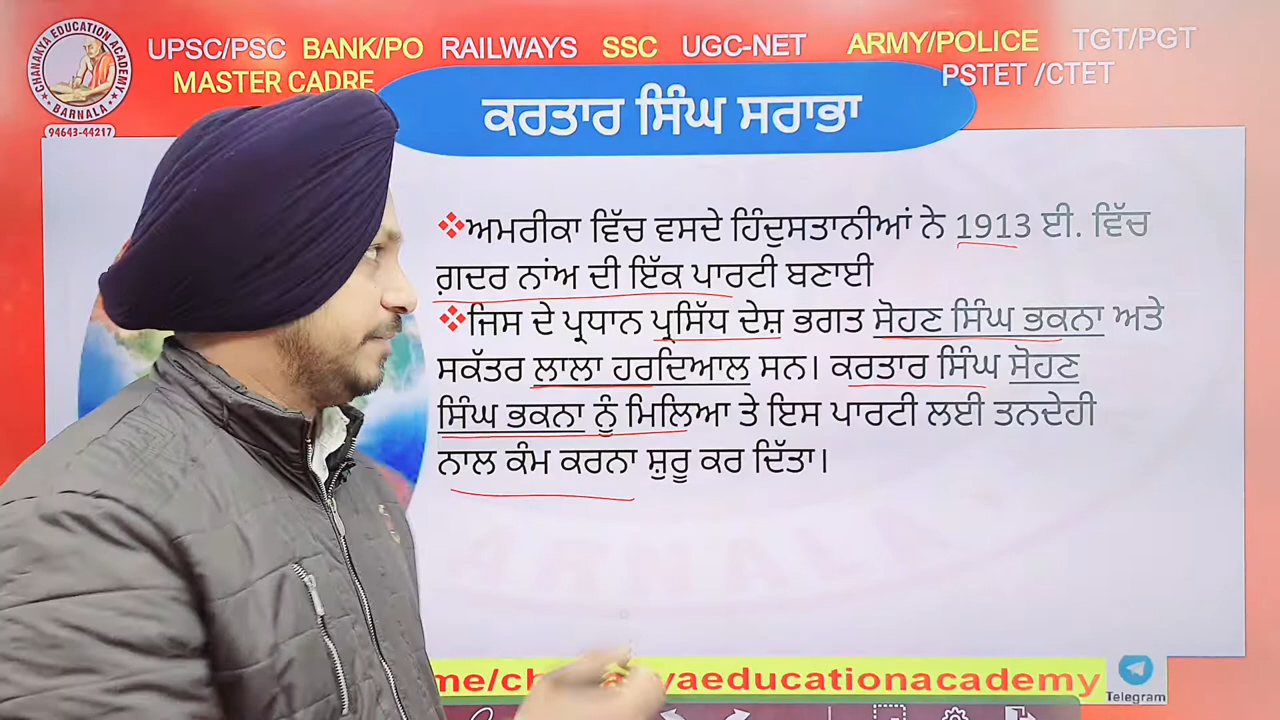 CHANAKYA EDUCATION ACADEMY
BARNALA
94643-44217
UPSC/PSC BANK/PO RAILWAYS SSC UGC-NET ARMY/POLICE TGT/PGT
MASTER CADRE PSTET /CTET
ਕਰਤਾਰ ਸਿੰਘ ਸਰਾਭਾ
❖ਅਮਰੀਕਾ ਵਿੱਚ ਵਸਦੇ ਹਿੰਦੁਸਤਾਨੀਆਂ ਨੇ 1913 ਈ. ਵਿੱਚ
ਗ਼ਦਰ ਨਾਂਅ ਦੀ ਇੱਕ ਪਾਰਟੀ ਬਣਾਈ
❖ਜਿਸ ਦੇ ਪ੍ਰਧਾਨ ਪ੍ਰਸਿੱਧ ਦੇਸ਼ ਭਗਤ ਸੋਹਣ ਸਿੰਘ ਭਕਨਾ ਅਤੇ
ਸਕੱਤਰ ਲਾਲਾ ਹਰਦਿਆਲ ਸਨ। ਕਰਤਾਰ ਸਿੰਘ ਸੋਹਣ
ਸਿੰਘ ਭਕਨਾ ਨੂੰ ਮਿਲਿਆ ਤੇ ਇਸ ਪਾਰਟੀ ਲਈ ਤਨਦੇਹੀ
ਨਾਲ ਕੰਮ ਕਰਨਾ ਸ਼ੁਰੂ ਕਰ ਦਿੱਤਾ।
yaeducationacademy
Telegram